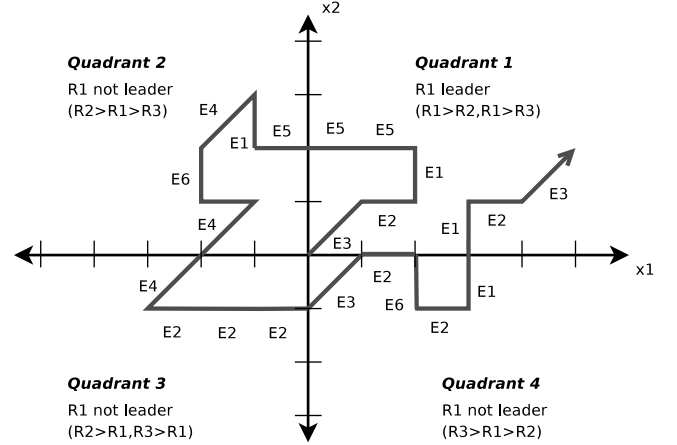 x2
Quadrant 2
R1 not leader
(R2>R1>R3)
Quadrant 1
R1 leader
(R1>R2,R1>R3)
E4
E1
E5
E5
E5
E6
E1
E4
E2
E3
E1
E2
E3
x1
E4
E3
E2
E6
E1
E2
E2
E2
E2
Quadrant 3
R1 not leader
(R2>R1,R3>R1)
Quadrant 4
R1 not leader
(R3>R1>R2)